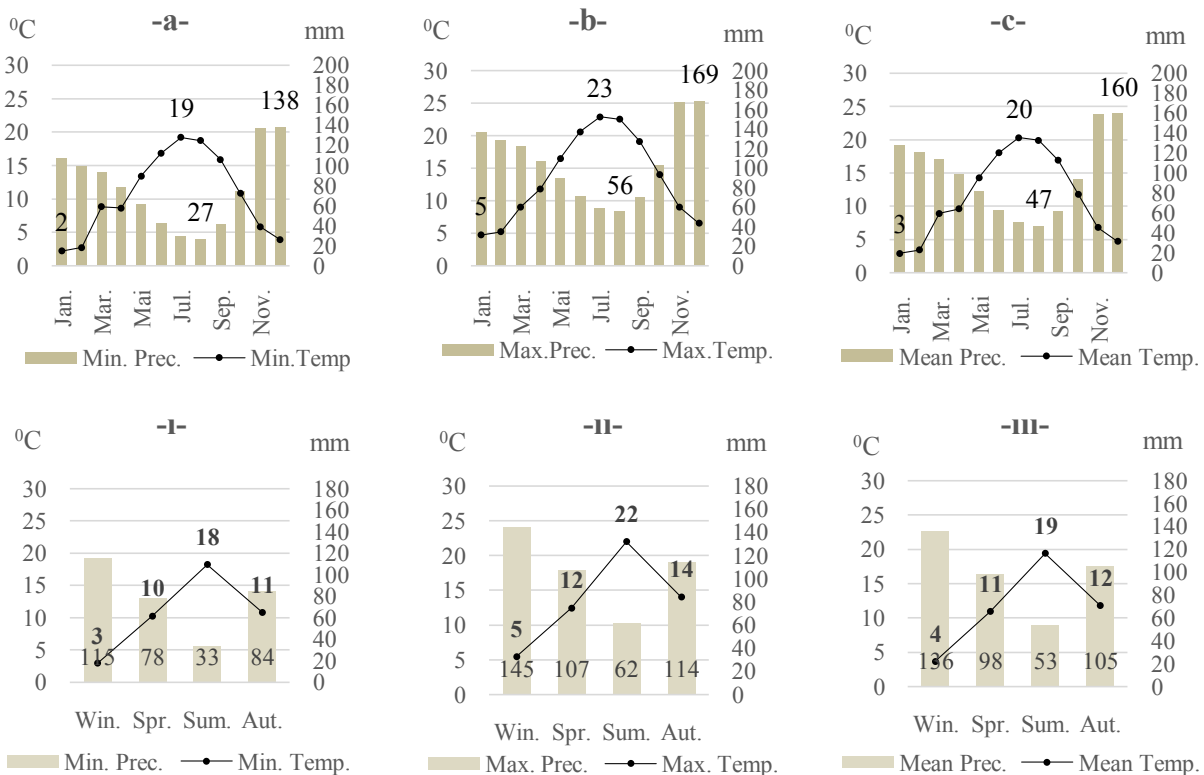 -a-
⁰C
mm
30
25
20
15
10
5
0
200
180
160
140
120
100
80
60
40
20
0
2
19
27
138
Jan.
Mar.
Mai
Jul.
Sep.
Nov.
Min. Prec.
Min.Temp
-b-
⁰C
mm
30
25
20
15
10
5
0
200
180
160
140
120
100
80
60
40
20
0
5
23
56
169
Jan.
Mar.
Mai
Jul.
Sep.
Nov.
Max.Prec.
Max.Temp.
-c-
⁰C
mm
30
25
20
15
10
5
0
200
180
160
140
120
100
80
60
40
20
0
3
20
47
160
Jan.
Mar.
Mai
Jul.
Sep.
Nov.
Mean Prec.
Mean Temp.
-ı-
⁰C
mm
30
25
20
15
10
5
0
180
160
140
120
100
80
60
40
20
0
3
10
18
11
115
78
33
84
Win. Spr. Sum. Aut.
Min. Prec.
Min. Temp.
-ıı-
⁰C
mm
30
25
20
15
10
5
0
180
160
140
120
100
80
60
40
20
0
5
12
22
14
145
107
62
114
Win. Spr. Sum. Aut.
Max. Prec.
Max. Temp.
-ııı-
⁰C
mm
30
25
20
15
10
5
0
180
160
140
120
100
80
60
40
20
0
4
11
19
12
136
98
53
105
Win. Spr. Sum. Aut.
Mean Prec.
Mean Temp.